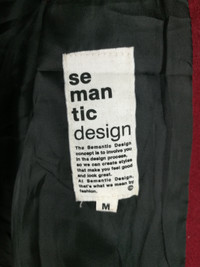 se
man
tic
design
The Semantic Design
concept is to involve you
in the design process,
so we can create styles
that make you feel good
and look great.
At Semantic Design,
that's what we mean by
fashion.
©
M